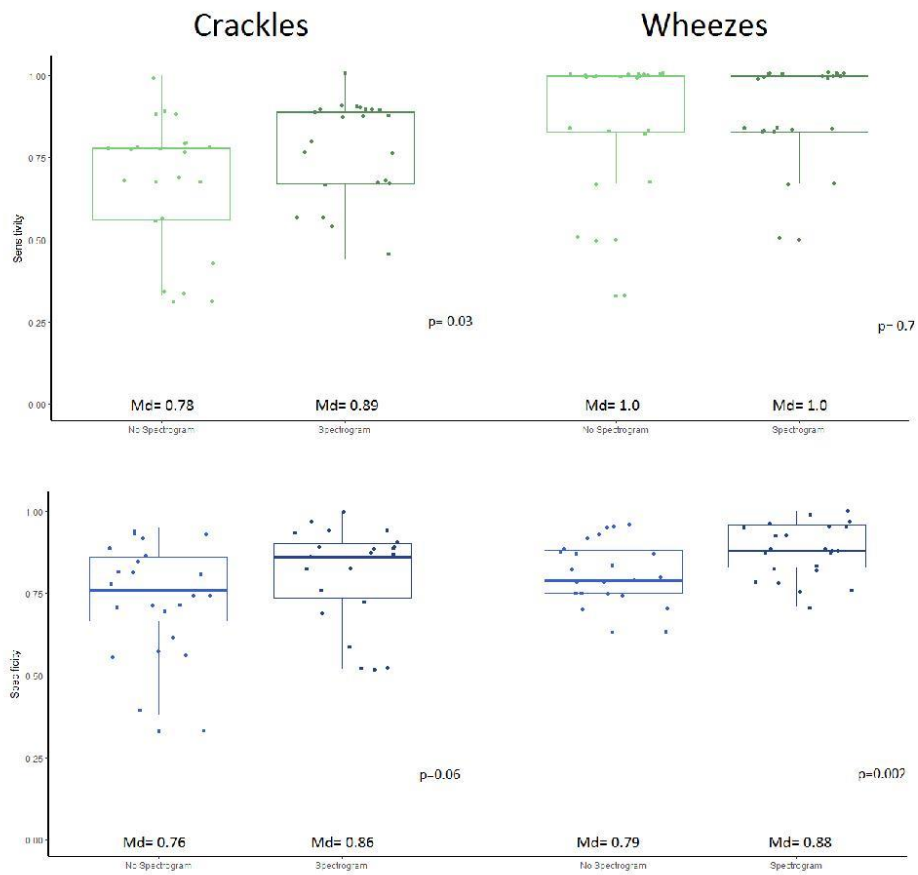 Crackles Wheezes
1.00
0.75
Sensitivity
0.50
0.25
p= 0.03 p= 0.7
0.00
Md= 0.78 Md= 0.89 Md= 1.0 Md= 1.0
No Spectrogram Spectrogram No Spectrogram Spectrogram
1.00
0.75
Specificity
0.50
0.25
p=0.06 p=0.002
0.00
Md= 0.76 Md= 0.86 Md= 0.79 Md= 0.88
No Spectrogram Spectrogram No Spectrogram Spectrogram